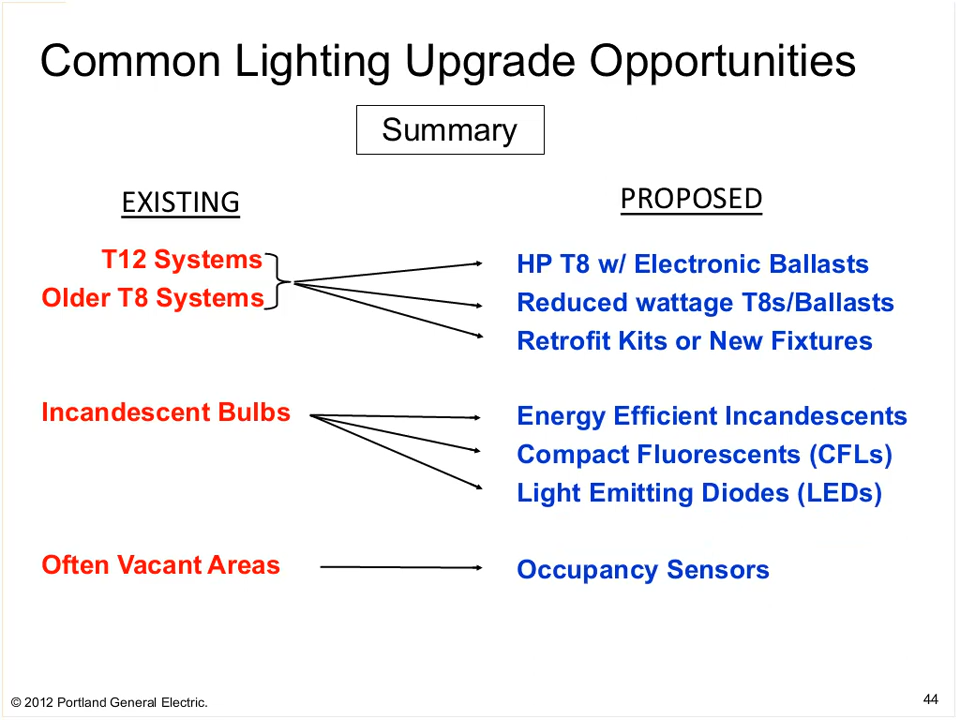 Common Lighting Upgrade Opportunities
Summary
EXISTING
PROPOSED
T12 Systems
Older T8 Systems
HP T8 w/ Electronic Ballasts
Reduced wattage T8s/Ballasts
Retrofit Kits or New Fixtures
Incandescent Bulbs
Energy Efficient Incandescents
Compact Fluorescents (CFLs)
Light Emitting Diodes (LEDs)
Often Vacant Areas
Occupancy Sensors
© 2012 Portland General Electric.
44